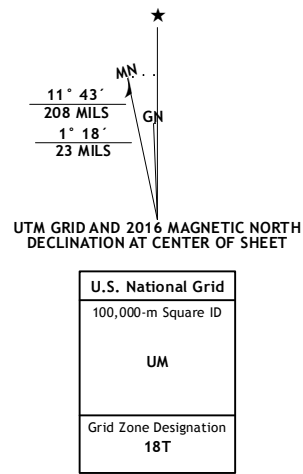 ★
MN
GN
11° 43´
208 MILS
1° 18´
23 MILS
UTM GRID AND 2016 MAGNETIC NORTH
DECLINATION AT CENTER OF SHEET
U.S. National Grid
100,000-m Square ID
UM
Grid Zone Designation
18T